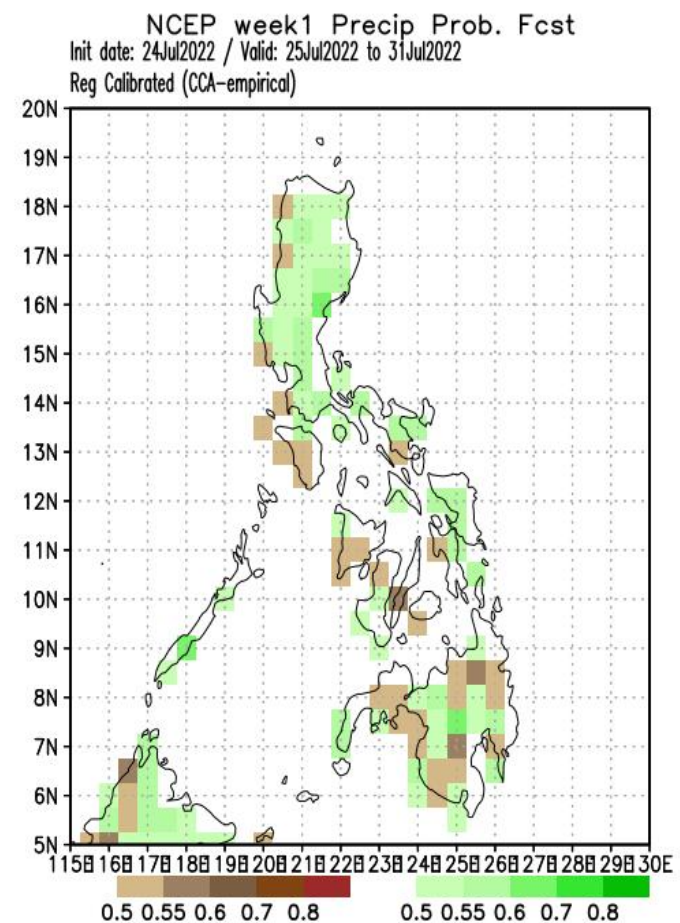 NCEP week1 Precip Prob. Fcst
Init date: 24Jul2022 / Valid: 25Jul2022 to 31Jul2022
Reg Calibrated (CCA-empirical)
20N
19N
18N
17N
16N
15N
14N
13N
12N
11N
10N
9N
8N
7N
6N
5N
115E 116E 117E 118E 119E 120E 121E 122E 123E 124E 125E 126E 127E 128E 129E 130E
0.5 0.55 0.6 0.7 0.8 0.5 0.55 0.6 0.7 0.8